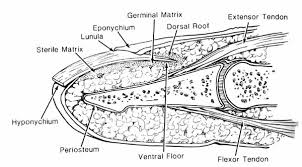 Germinal Matrix
Extensor Tendon
Eponychium
Dorsal Roof
Lunula
Sterile Matrix
Hyponychium
Periosteum
Ventral Floor
Flexor Tendon